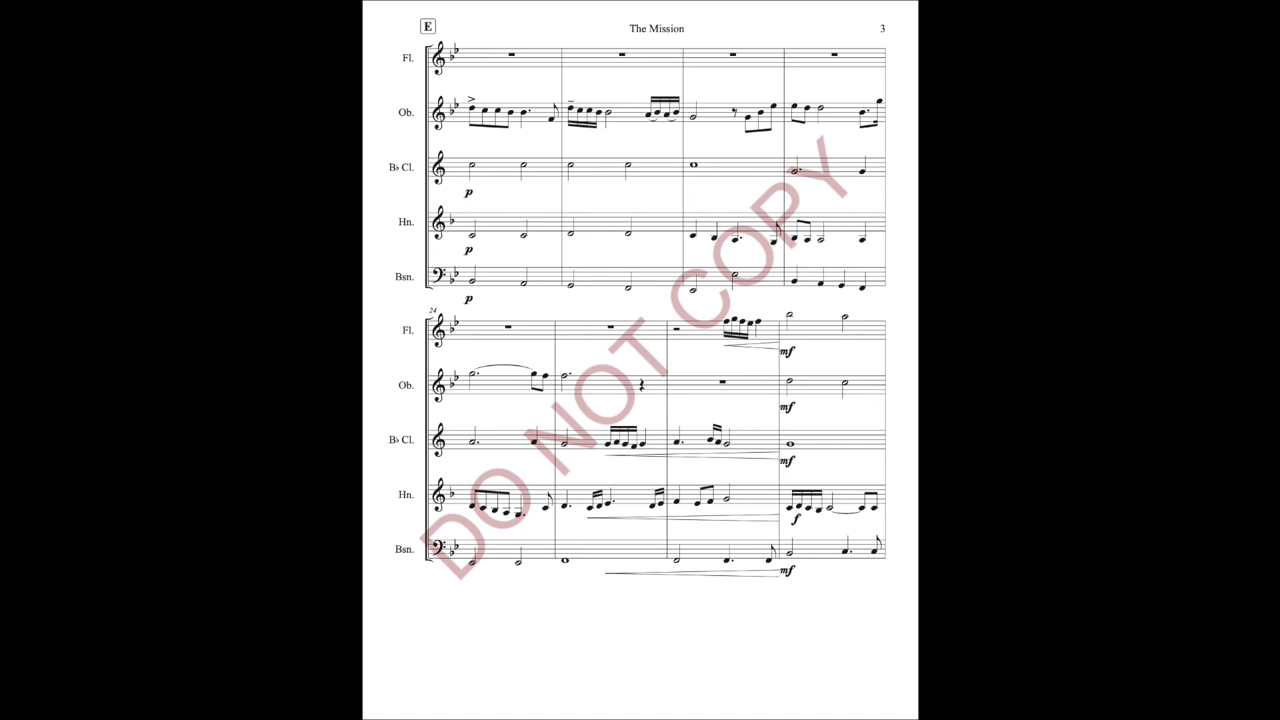 E
The Mission
3
Fl.
Ob.
B♭ Cl.
p
Hn.
p
Bsn.
p
24
Fl.
mf
Ob.
mf
B♭ Cl.
mf
Hn.
f
Bsn.
mf
DO NOT COPY